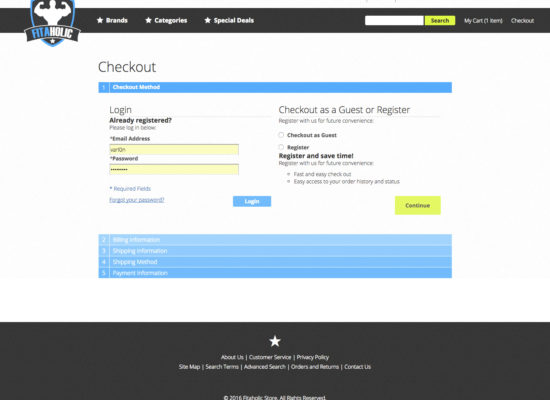 FITAHOLIC
Brands
Categories
Special Deals
Search
My Cart (1 item)
Checkout
Checkout
1 Checkout Method
Login
Already registered?
Please log in below:
*Email Address
varl0n
*Password
••••••••
* Required Fields
Forgot your password?
Login
Checkout as a Guest or Register
Register with us for future convenience:
Checkout as Guest
Register
Register and save time!
Register with us for future convenience:
Fast and easy check out
Easy access to your order history and status
Continue
2 Billing Information
3 Shipping Information
4 Shipping Method
5 Payment Information
About Us | Customer Service | Privacy Policy
Site Map | Search Terms | Advanced Search | Orders and Returns | Contact Us
© 2016 Fitaholic Store. All Rights Reserved.